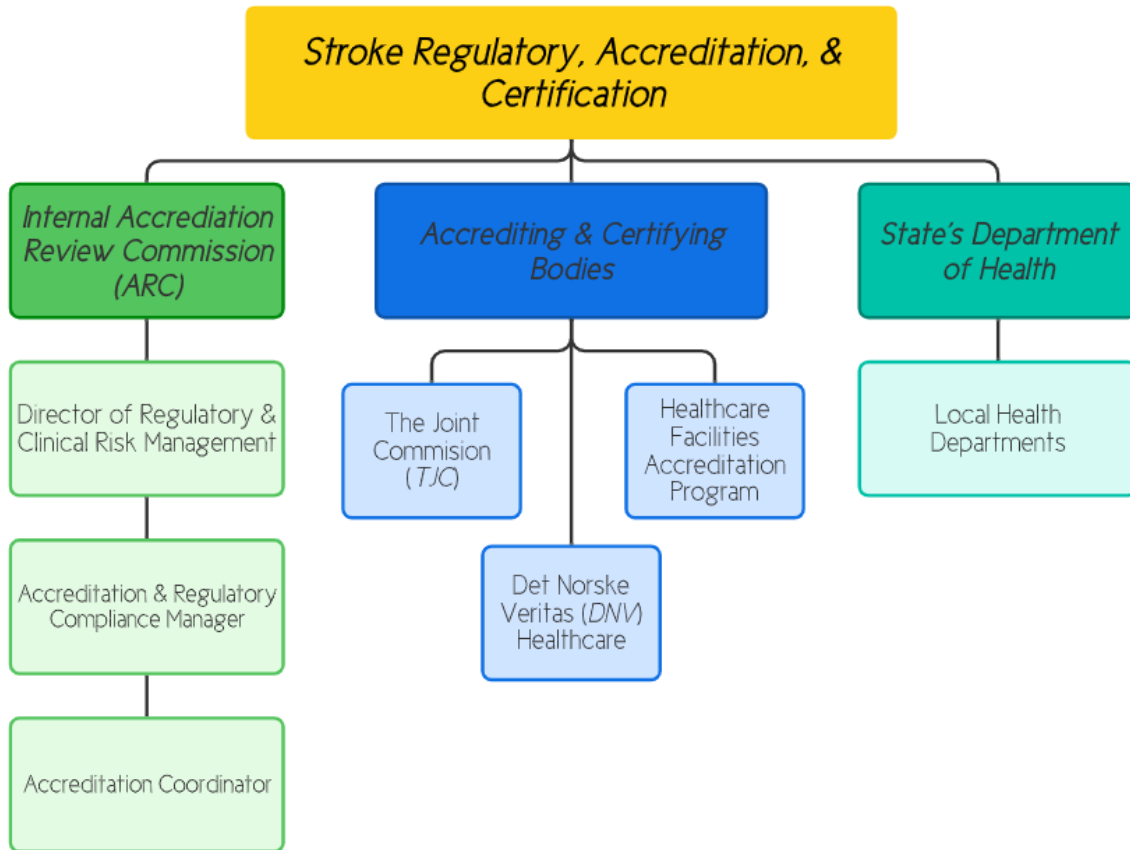 Stroke Regulatory, Accreditation, &
Certification
Internal Accrediation
Review Commission
(ARC)
Director of Regulatory &
Clinical Risk Management
Accreditation & Regulatory
Compliance Manager
Accreditation Coordinator
Accrediting & Certifying
Bodies
The Joint
Commision
(TJC)
Det Norske
Veritas (DNV)
Healthcare
Healthcare
Facilities
Accreditation
Program
State's Department
of Health
Local Health
Departments